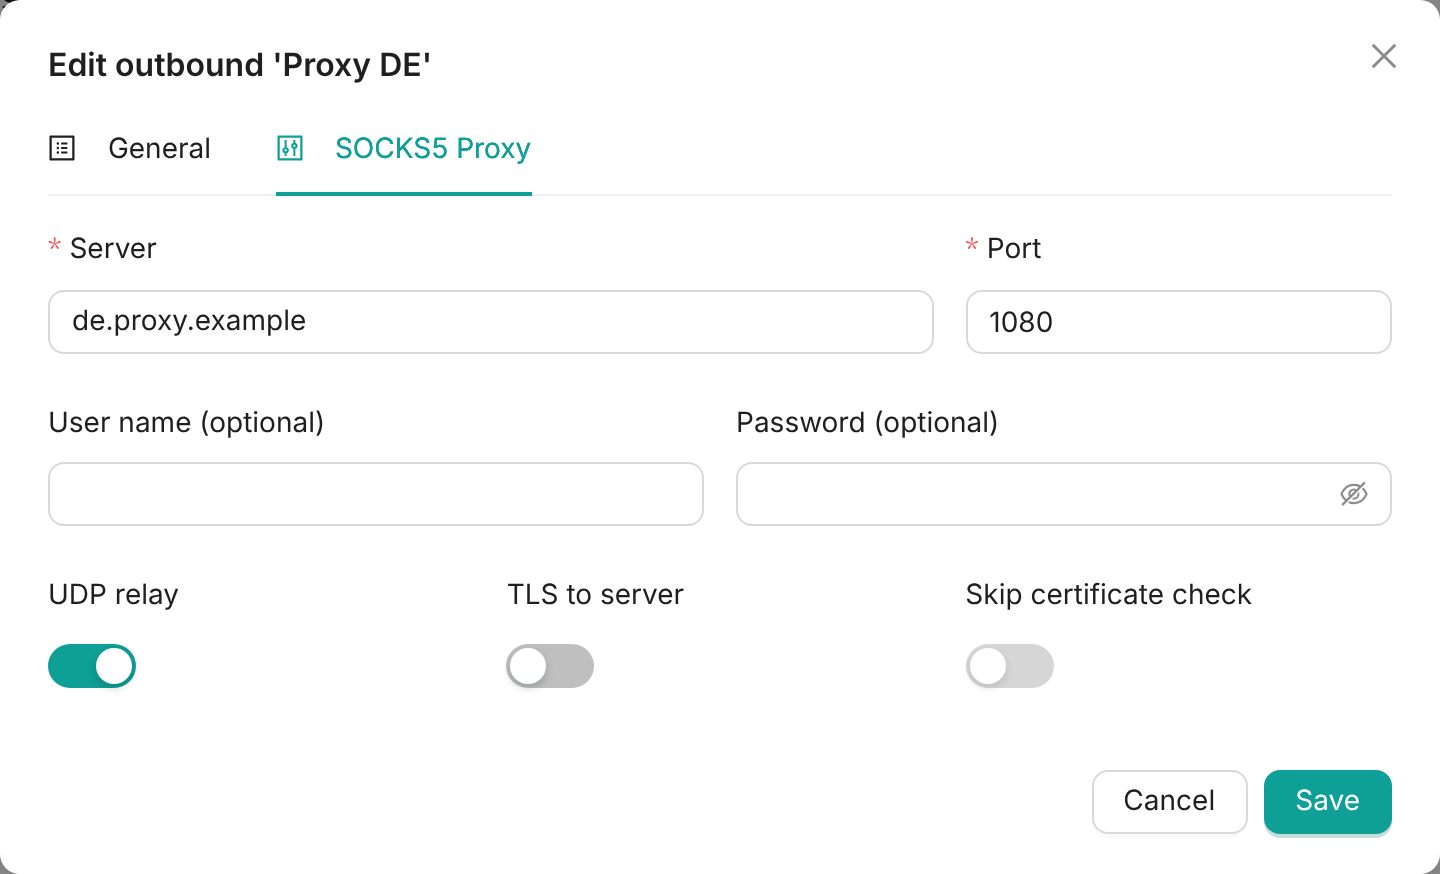 Edit outbound 'Proxy DE'
General
SOCKS5 Proxy
* Server
* Port
de.proxy.example
1080
User name (optional)
Password (optional)
UDP relay
TLS to server
Skip certificate check
Cancel
Save